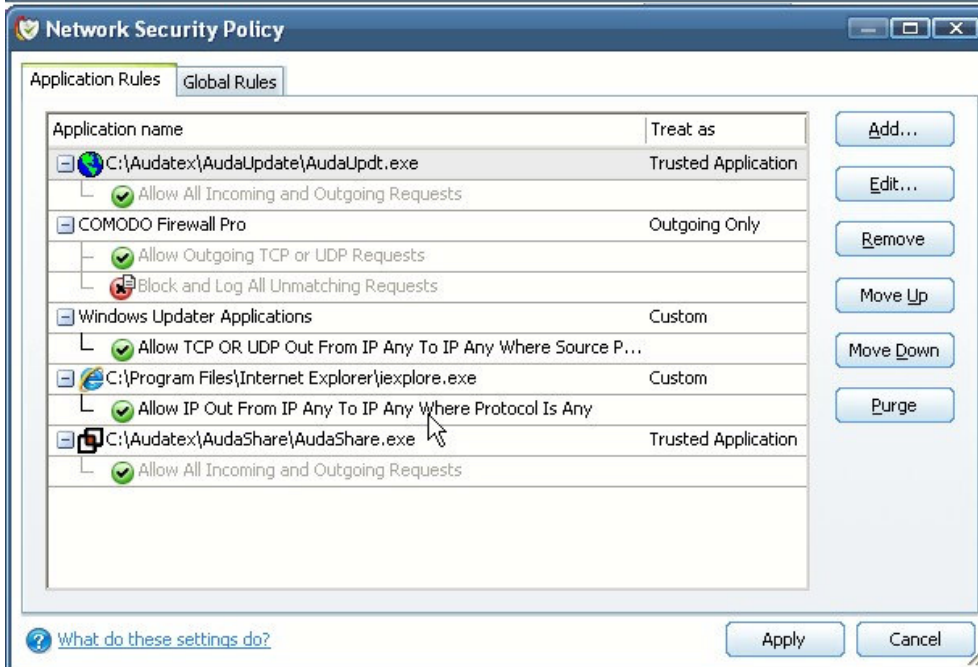 Network Security Policy
Application Rules
Global Rules
Application name
Treat as
C:\Audatex\AudaUpdate\AudaUpdt.exe
Trusted Application
Allow All Incoming and Outgoing Requests
COMODO Firewall Pro
Outgoing Only
Allow Outgoing TCP or UDP Requests
Block and Log All Unmatching Requests
Windows Updater Applications
Custom
Allow TCP OR UDP Out From IP Any To IP Any Where Source P...
C:\Program Files\Internet Explorer\iexplore.exe
Custom
Allow IP Out From IP Any To IP Any Where Protocol Is Any
C:\Audatex\AudaShare\AudaShare.exe
Trusted Application
Allow All Incoming and Outgoing Requests
Add...
Edit...
Remove
Move Up
Move Down
Purge
What do these settings do?
Apply
Cancel